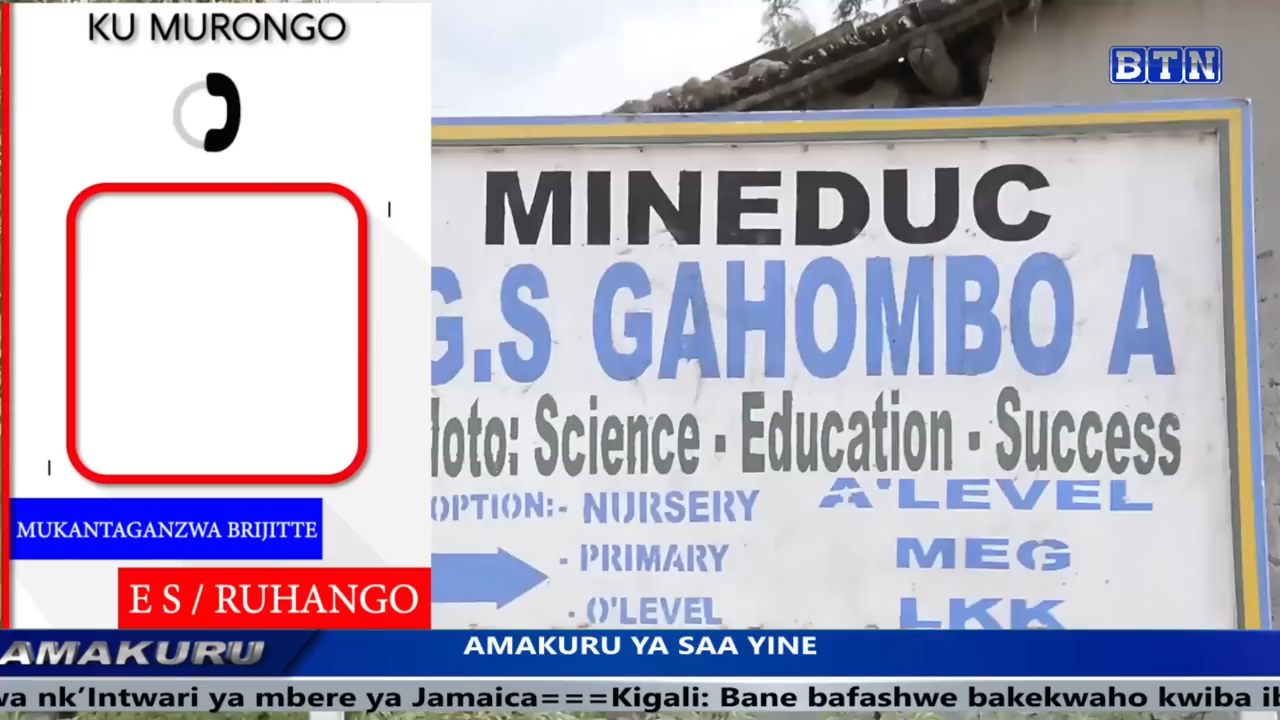 KU MURONGO
BTN
MINEDUC
G.S GAHOMBO A
Moto: Science - Education - Success
OPTION:- NURSERY A'LEVEL
- PRIMARY MEG
- O'LEVEL LKK
MUKANTAGANZWA BRIJITTE
E S / RUHANGO
AMAKURU
AMAKURU YA SAA YINE
nk'Intwari ya mbere ya Jamaica===Kigali: Bane bafashwe bakekwaho kwiba